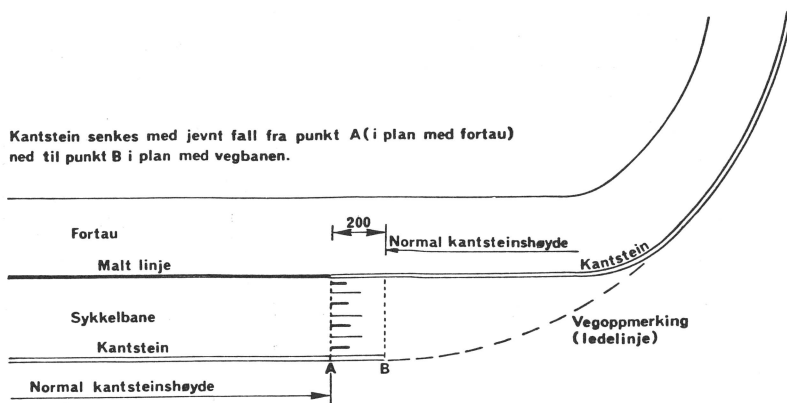 Kantstein senkes med jevnt fall fra punkt A (i plan med fortau)
ned til punkt B i plan med vegbanen.
Fortau
200
Normal kantsteinshøyde
Malt linje
Kantstein
Sykkelbane
Vegoppmerking
(ledelinje)
Kantstein
A
B
Normal kantsteinshøyde